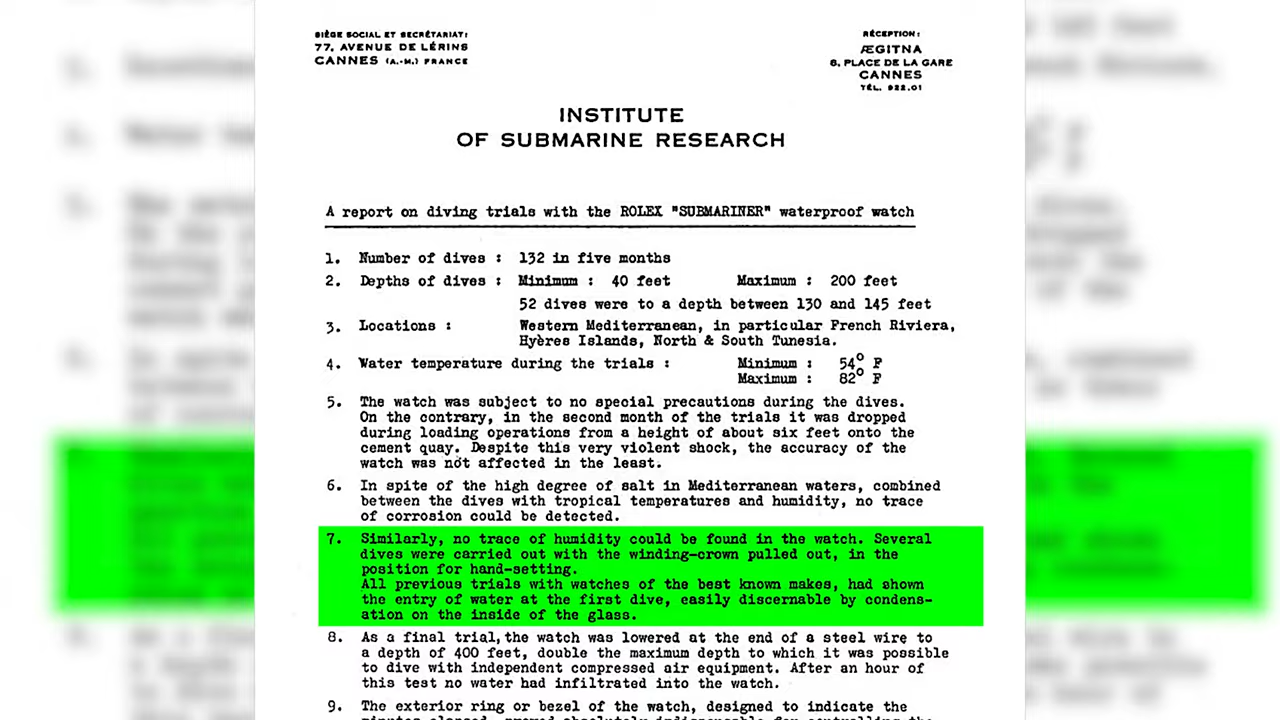 SIÈGE SOCIAL ET SECRÉTARIAT:
77, AVENUE DE LÉRINS
CANNES (A.-M.) FRANCE
RÉCEPTION:
ÆGITNA
8, PLACE DE LA GARE
CANNES
TÉL. 922.01
INSTITUTE
OF SUBMARINE RESEARCH
A report on diving trials with the ROLEX "SUBMARINER" waterproof watch
1. Number of dives : 132 in five months
2. Depths of dives : Minimum : 40 feet Maximum : 200 feet
52 dives were to a depth between 130 and 145 feet
3. Locations : Western Mediterranean, in particular French Riviera,
Hyères Islands, North & South Tunesia.
4. Water temperature during the trials : Minimum : 54° F
Maximum : 82° F
5. The watch was subject to no special precautions during the dives.
On the contrary, in the second month of the trials it was dropped
during loading operations from a height of about six feet onto the
cement quay. Despite this very violent shock, the accuracy of the
watch was not affected in the least.
6. In spite of the high degree of salt in Mediterranean waters, combined
between the dives with tropical temperatures and humidity, no trace
of corrosion could be detected.
7. Similarly, no trace of humidity could be found in the watch. Several
dives were carried out with the winding-crown pulled out, in the
position for hand-setting.
All previous trials with watches of the best known makes, had shown
the entry of water at the first dive, easily discernable by condens-
ation on the inside of the glass.
8. As a final trial, the watch was lowered at the end of a steel wire to
a depth of 400 feet, double the maximum depth to which it was possible
to dive with independent compressed air equipment. After an hour of
this test no water had infiltrated into the watch.
9. The exterior ring or bezel of the watch, designed to indicate the